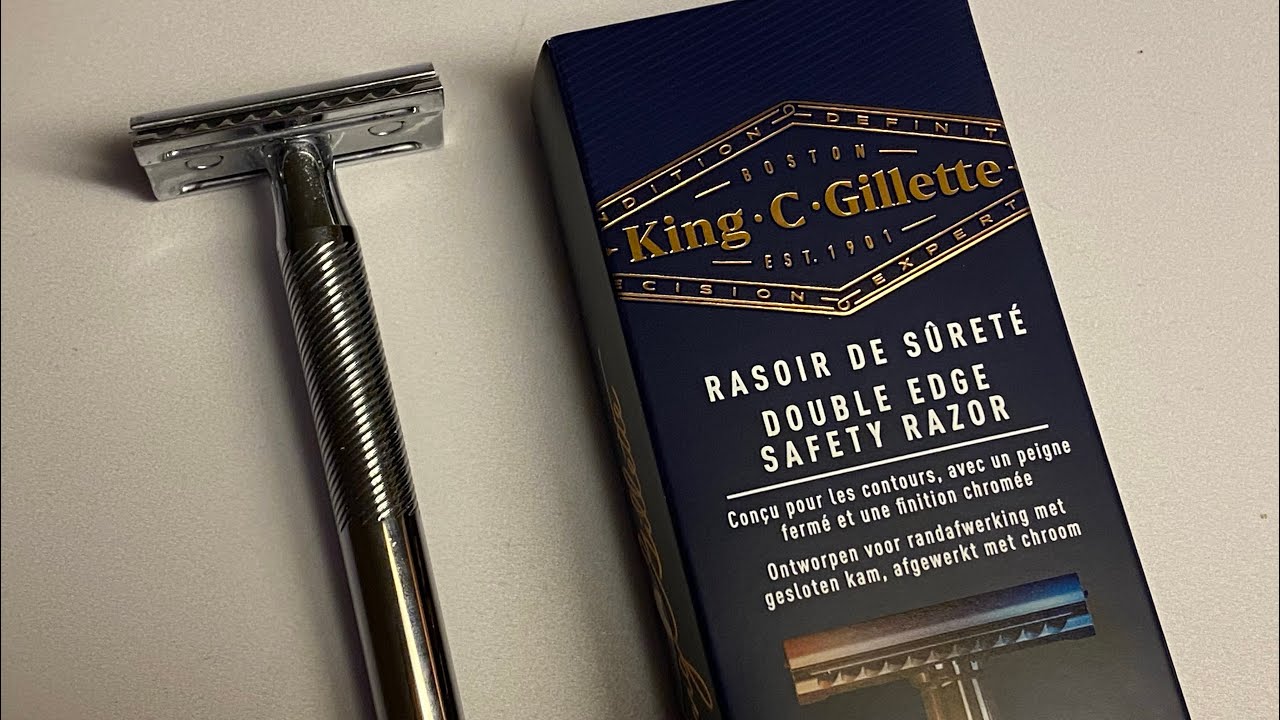 BOSTON
King·C·Gillette
EST. 1901
EXPERT
RASOIR DE SÛRETÉ
DOUBLE EDGE
SAFETY RAZOR
Conçu pour les contours, avec un peigne
fermé et une finition chromée
Ontworpen voor randafwerking met
gesloten kam, afgewerkt met chroom